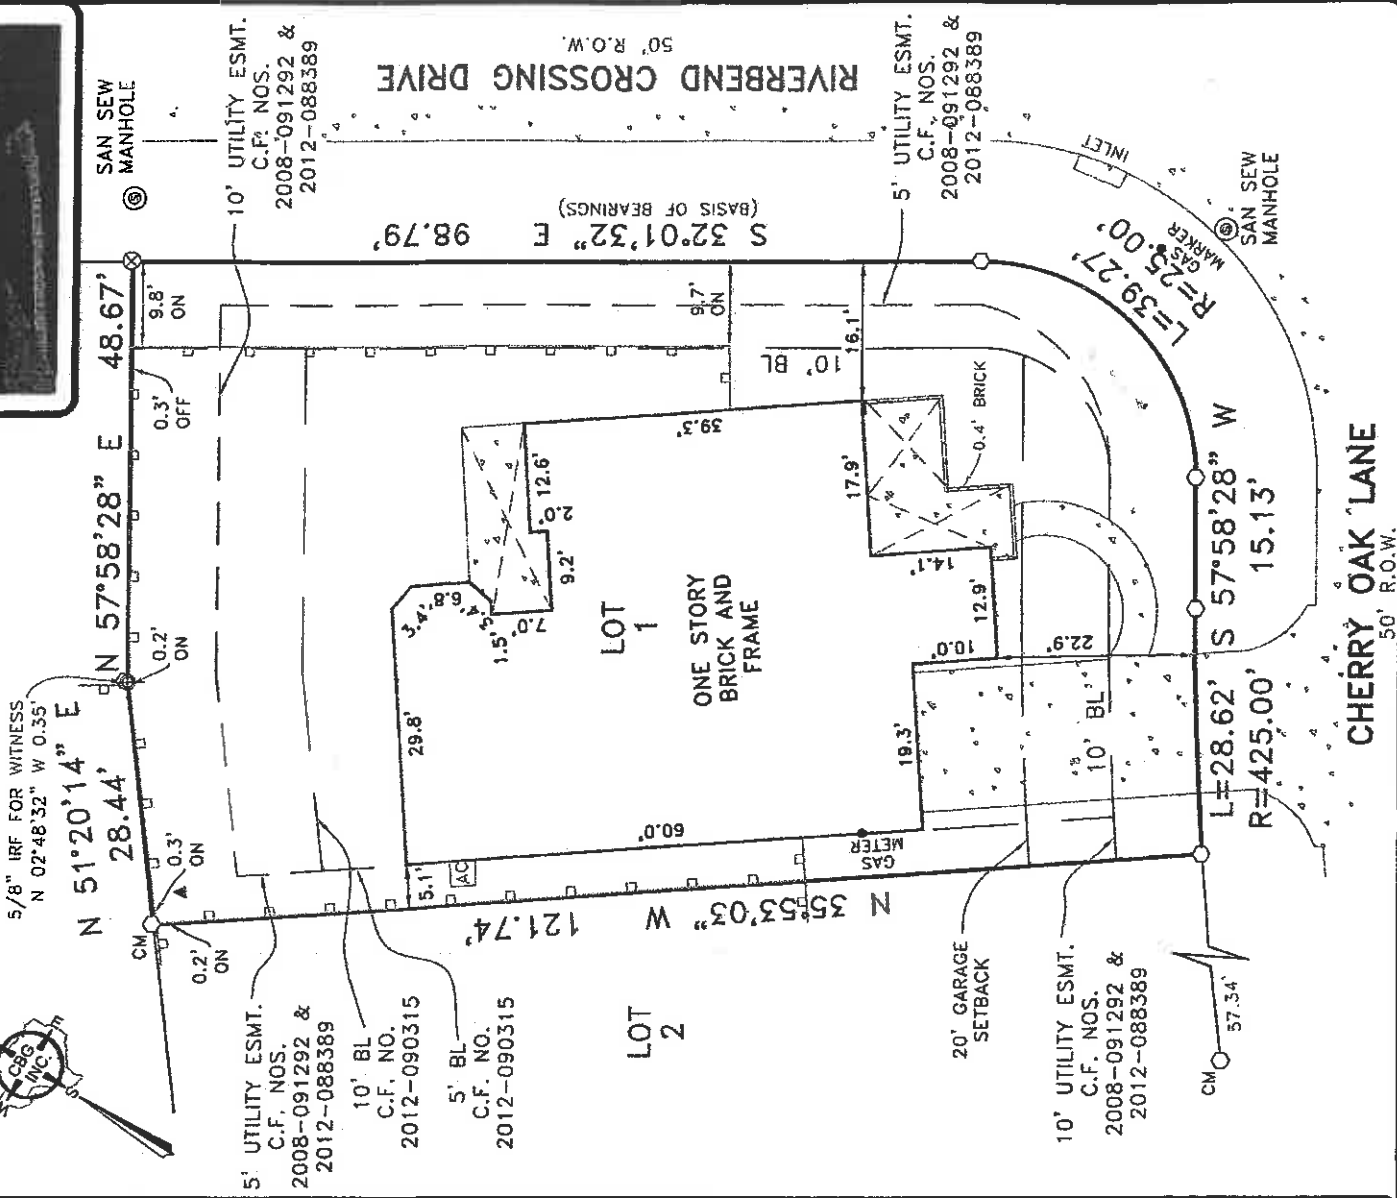 SAN SEW
MANHOLE
10' UTILITY ESMT.
C.F. NOS.
2008-091292 &
2012-088389
RIVERBEND CROSSING DRIVE
50' R.O.W.
5' UTILITY ESMT.
C.F. NOS.
2008-091292 &
2012-088389
S 32°01'32" E 98.79'
(BASIS OF BEARINGS)
INLET
SAN SEW
MANHOLE
GAS
MARKER
L=39.27'
R=25.00'
5/8" IRF FOR WITNESS
N 02°48'32" W 0.35'
N 51°20'14" E
28.44'
N 57°58'28" E 48.67'
9.8'
ON
0.3'
OFF
0.2'
ON
0.3'
ON
0.2'
ON
CM
9.7'
ON
10' BL
16.1'
0.4' BRICK
39.3'
12.6'
2.0'
9.2'
7.0'
1.5'
3.4'
6.8'
3.4'
29.8'
17.9'
14.1'
12.9'
10.0'
22.9'
19.3'
60.0'
5.1'
AC
GAS
METER
LOT
1
ONE STORY
BRICK AND
FRAME
10' BL
N 35°53'03" W 121.74'
S 57°58'28" W
15.13'
L=28.62'
R=425.00'
CHERRY OAK LANE
50' R.O.W.
CBG
INC.
E
S
5' UTILITY ESMT.
C.F. NOS.
2008-091292 &
2012-088389
10' BL
C.F. NO.
2012-090315
5' BL
C.F. NO.
2012-090315
LOT
2
20' GARAGE
SETBACK
10' UTILITY ESMT.
C.F. NOS.
2008-091292 &
2012-088389
CM
57.34'